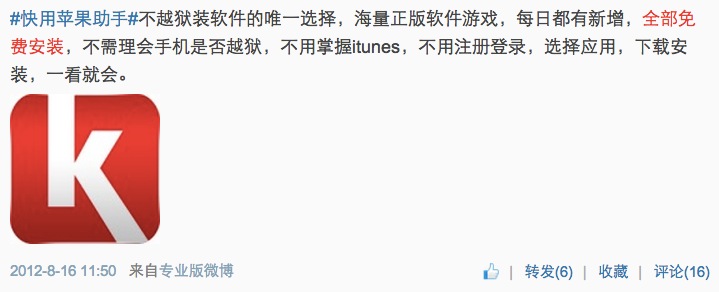 #快用苹果助手#不越狱装软件的唯一选择，海量正版软件游戏，每日都有新增，全部免
费安装，不需理会手机是否越狱，不用掌握itunes，不用注册登录，选择应用，下载安
装，一看就会。
k
2012-8-16 11:50 来自专业版微博 | 转发(6) | 收藏 | 评论(16)